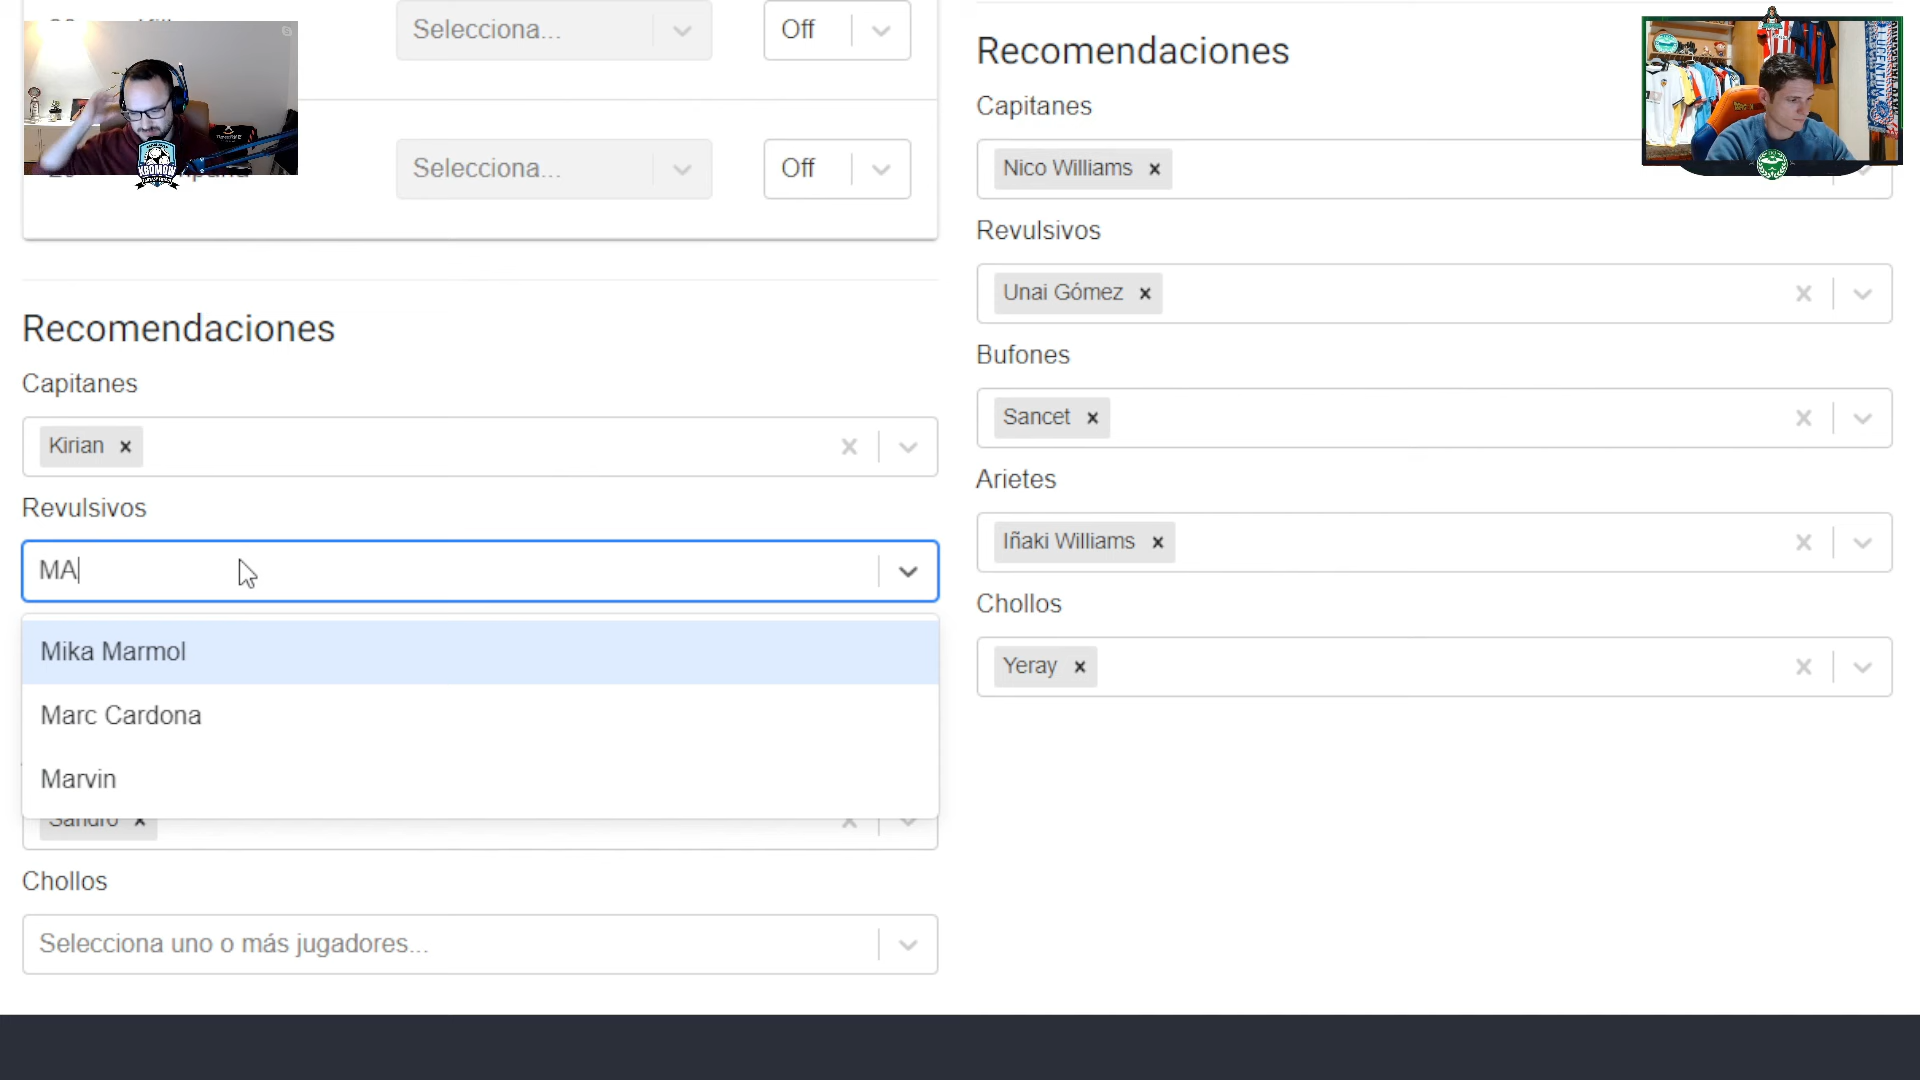 Selecciona...
Off
Selecciona...
Off
Recomendaciones
Capitanes
Kirian
Revulsivos
MA
Mika Marmol
Marc Cardona
Marvin
Sandro
Chollos
Selecciona uno o más jugadores...
Recomendaciones
Capitanes
Nico Williams
Revulsivos
Unai Gómez
Bufones
Sancet
Arietes
Iñaki Williams
Chollos
Yeray